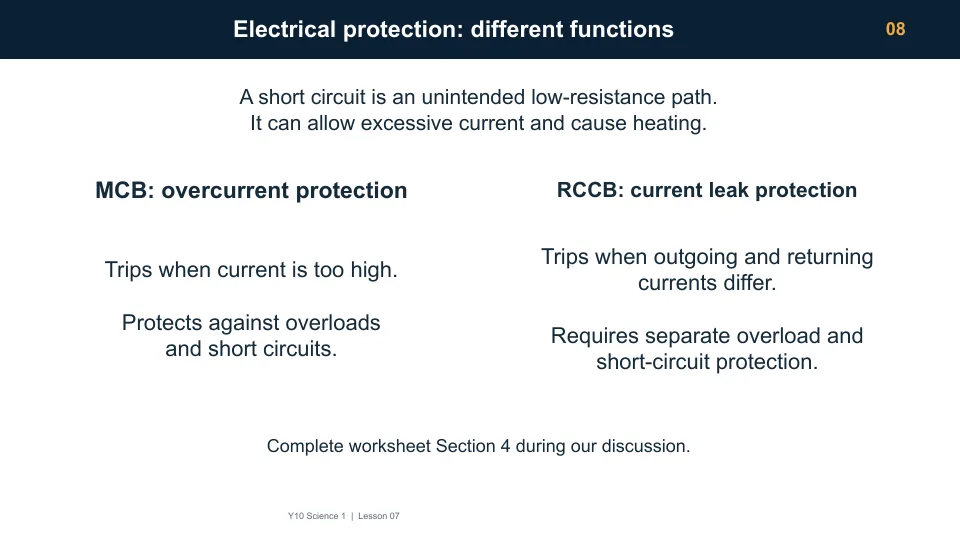 Electrical protection: different functions
08
A short circuit is an unintended low-resistance path.
It can allow excessive current and cause heating.
MCB: overcurrent protection
Trips when current is too high.
Protects against overloads
and short circuits.
RCCB: current leak protection
Trips when outgoing and returning
currents differ.
Requires separate overload and
short-circuit protection.
Complete worksheet Section 4 during our discussion.
Y10 Science 1 | Lesson 07